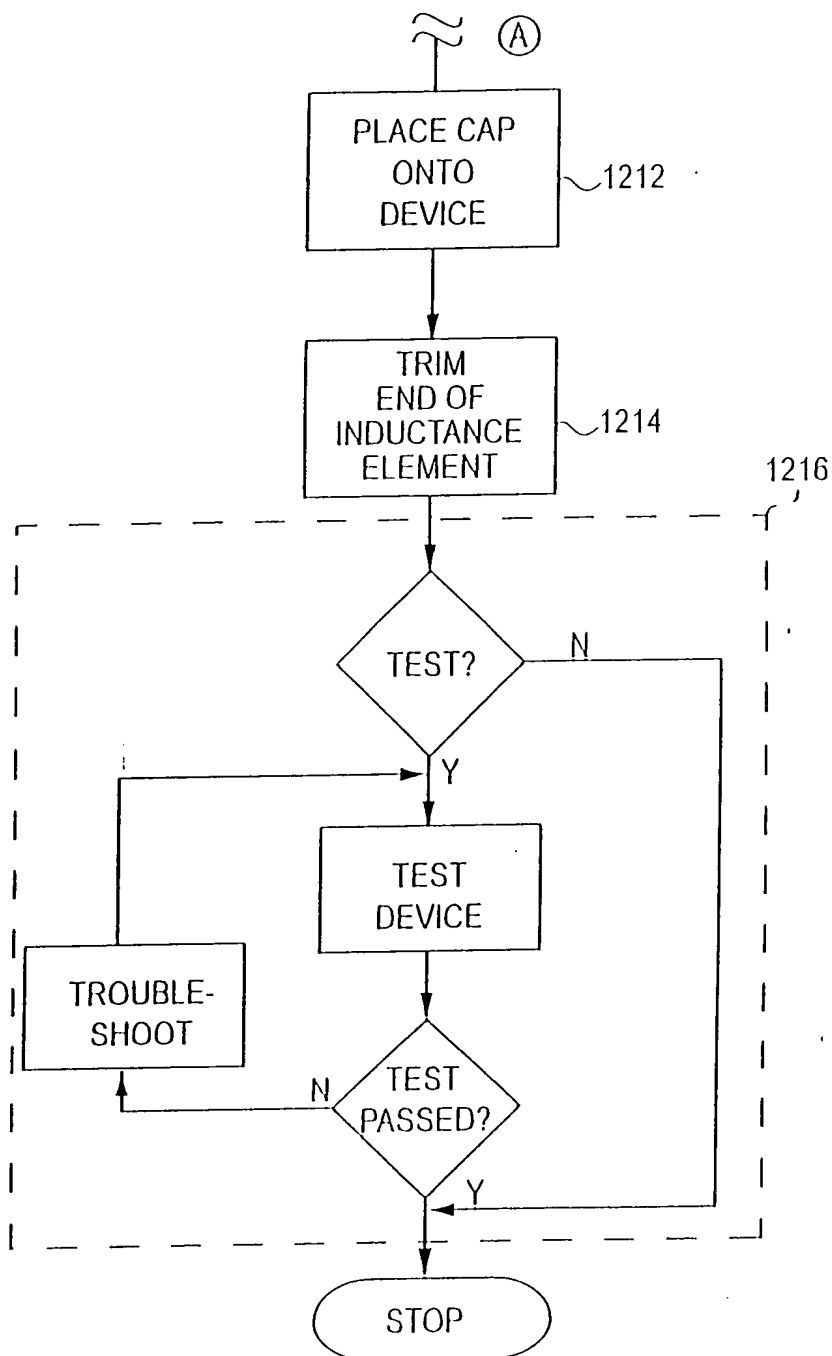 A
PLACE CAP
ONTO
DEVICE
1212
TRIM
END OF
INDUCTANCE
ELEMENT
1214
1216
TEST?
N
Y
TEST
DEVICE
TROUBLE-
SHOOT
N
TEST
PASSED?
Y
STOP